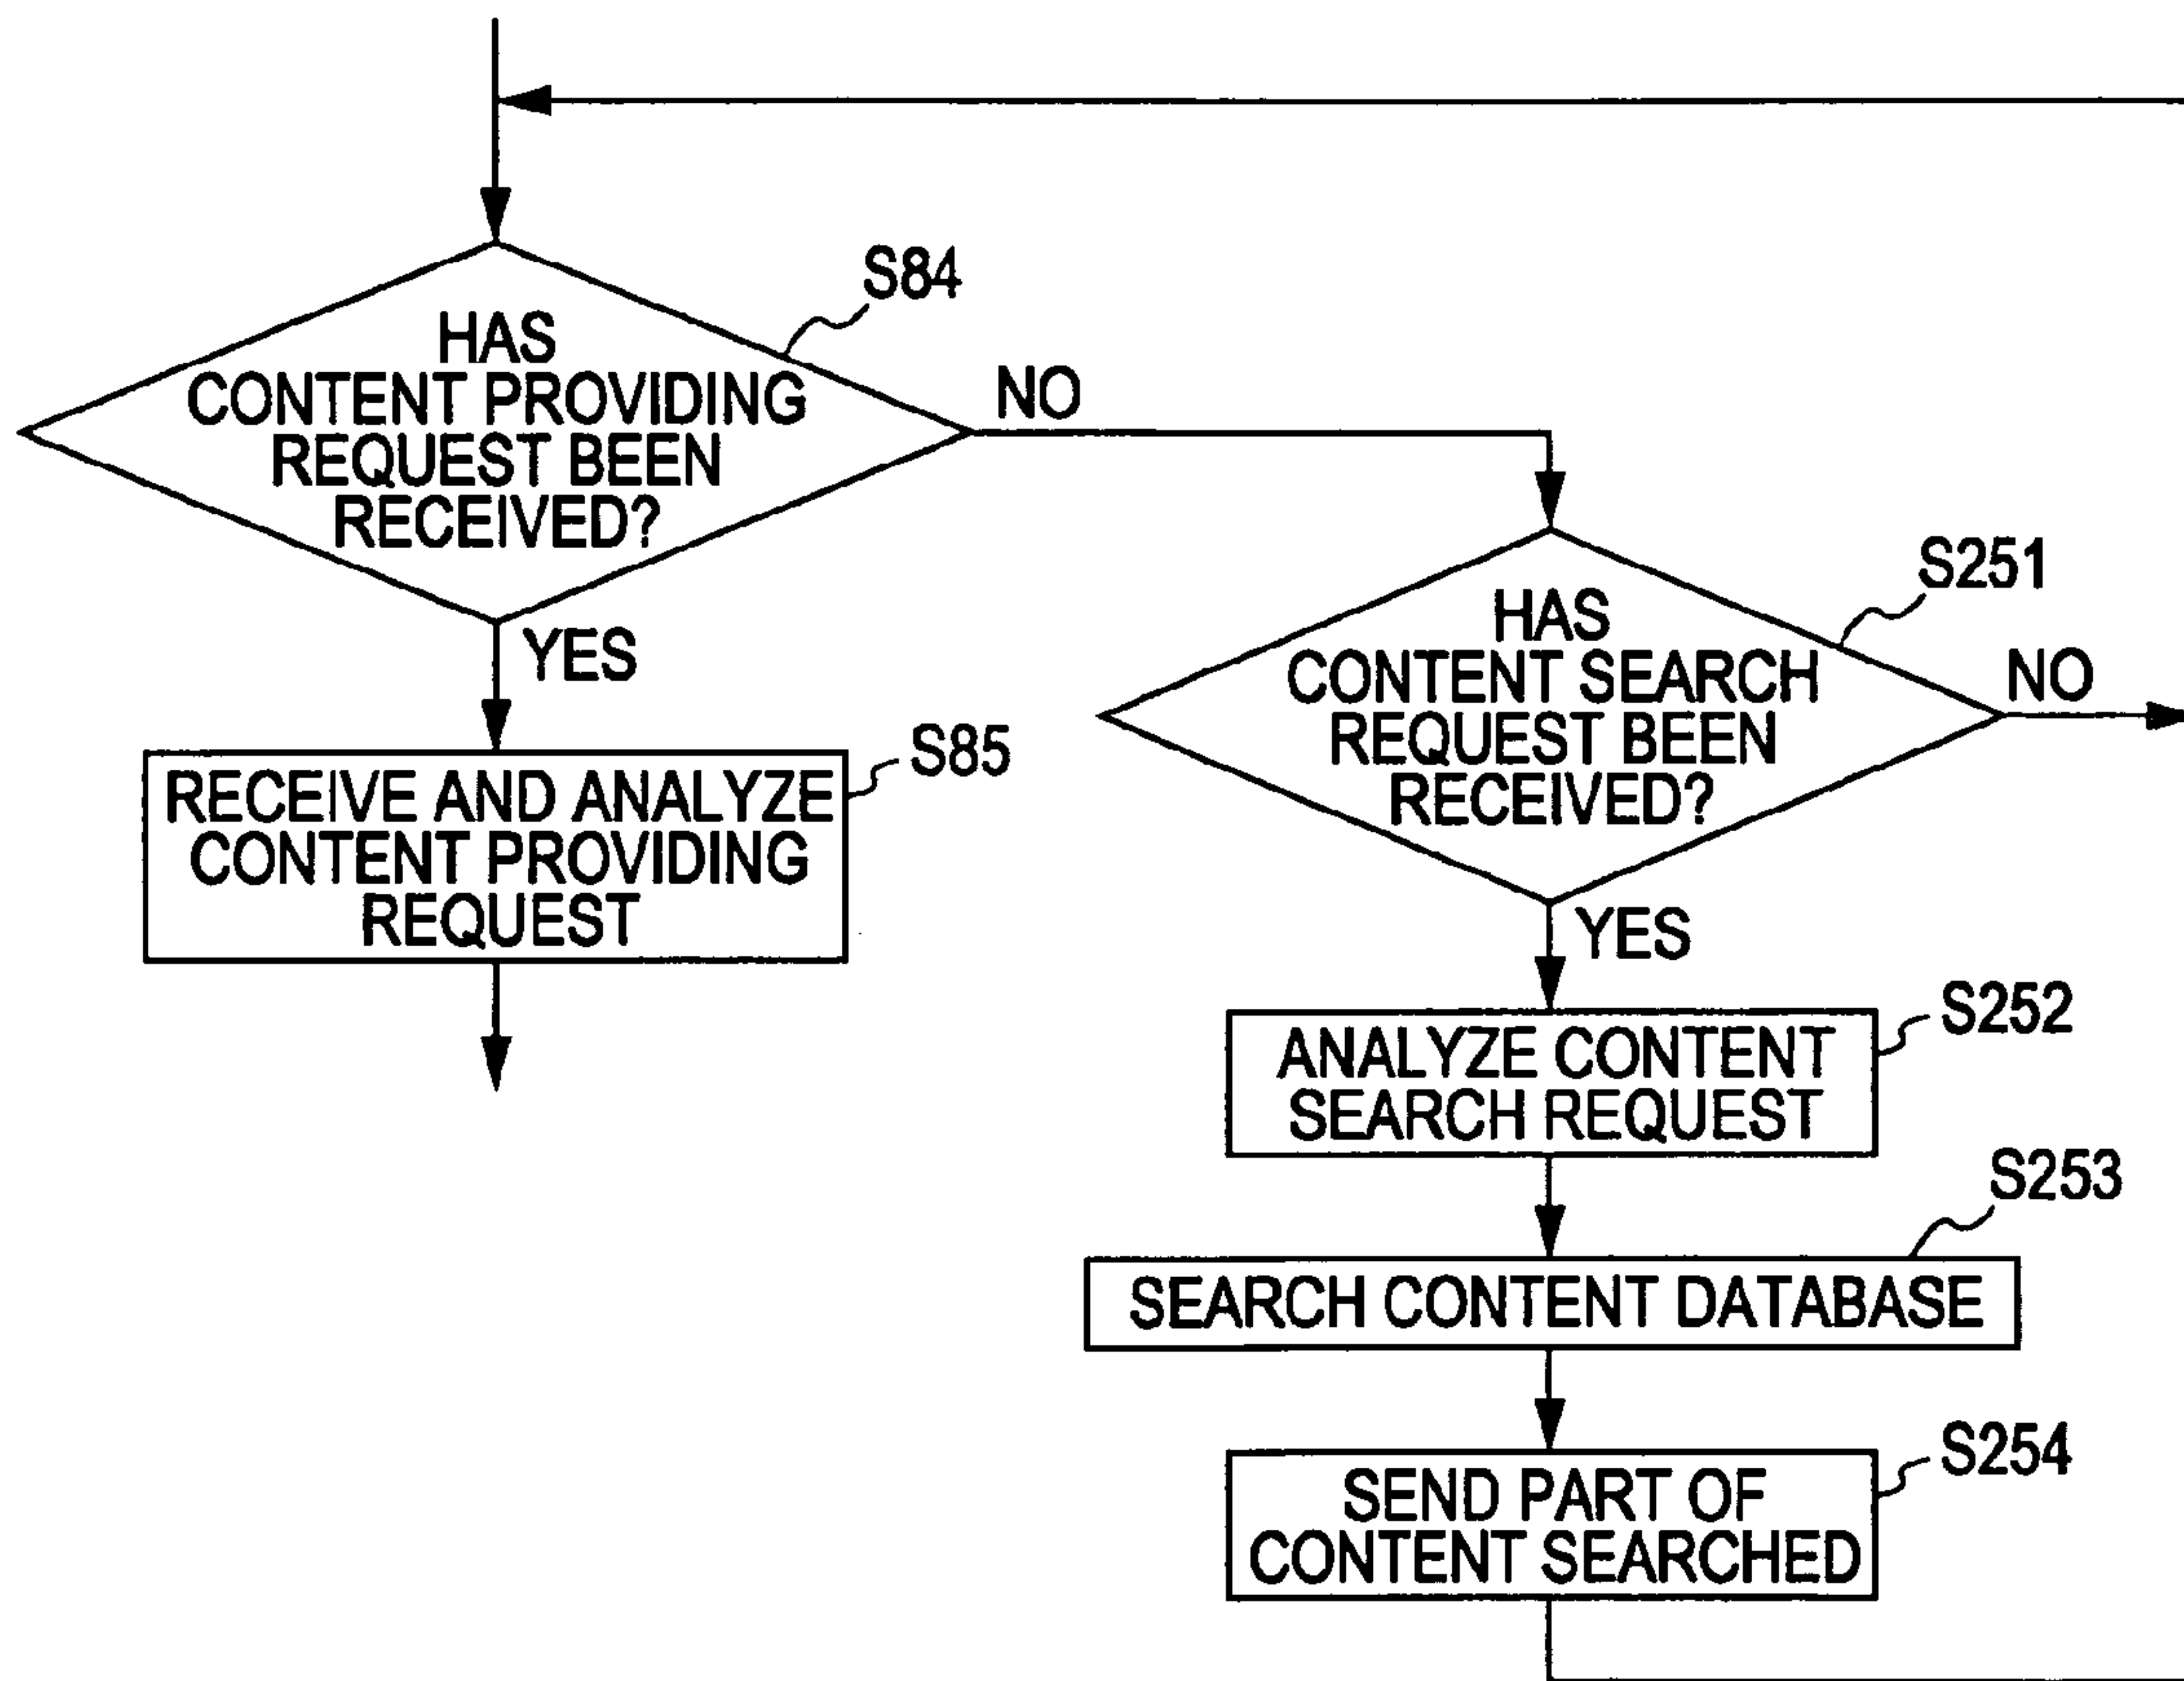 S84
HAS
CONTENT PROVIDING
REQUEST BEEN
RECEIVED?
NO
YES
S85
RECEIVE AND ANALYZE
CONTENT PROVIDING
REQUEST
S251
HAS
CONTENT SEARCH
REQUEST BEEN
RECEIVED?
NO
YES
S252
ANALYZE CONTENT
SEARCH REQUEST
S253
SEARCH CONTENT DATABASE
S254
SEND PART OF
CONTENT SEARCHED